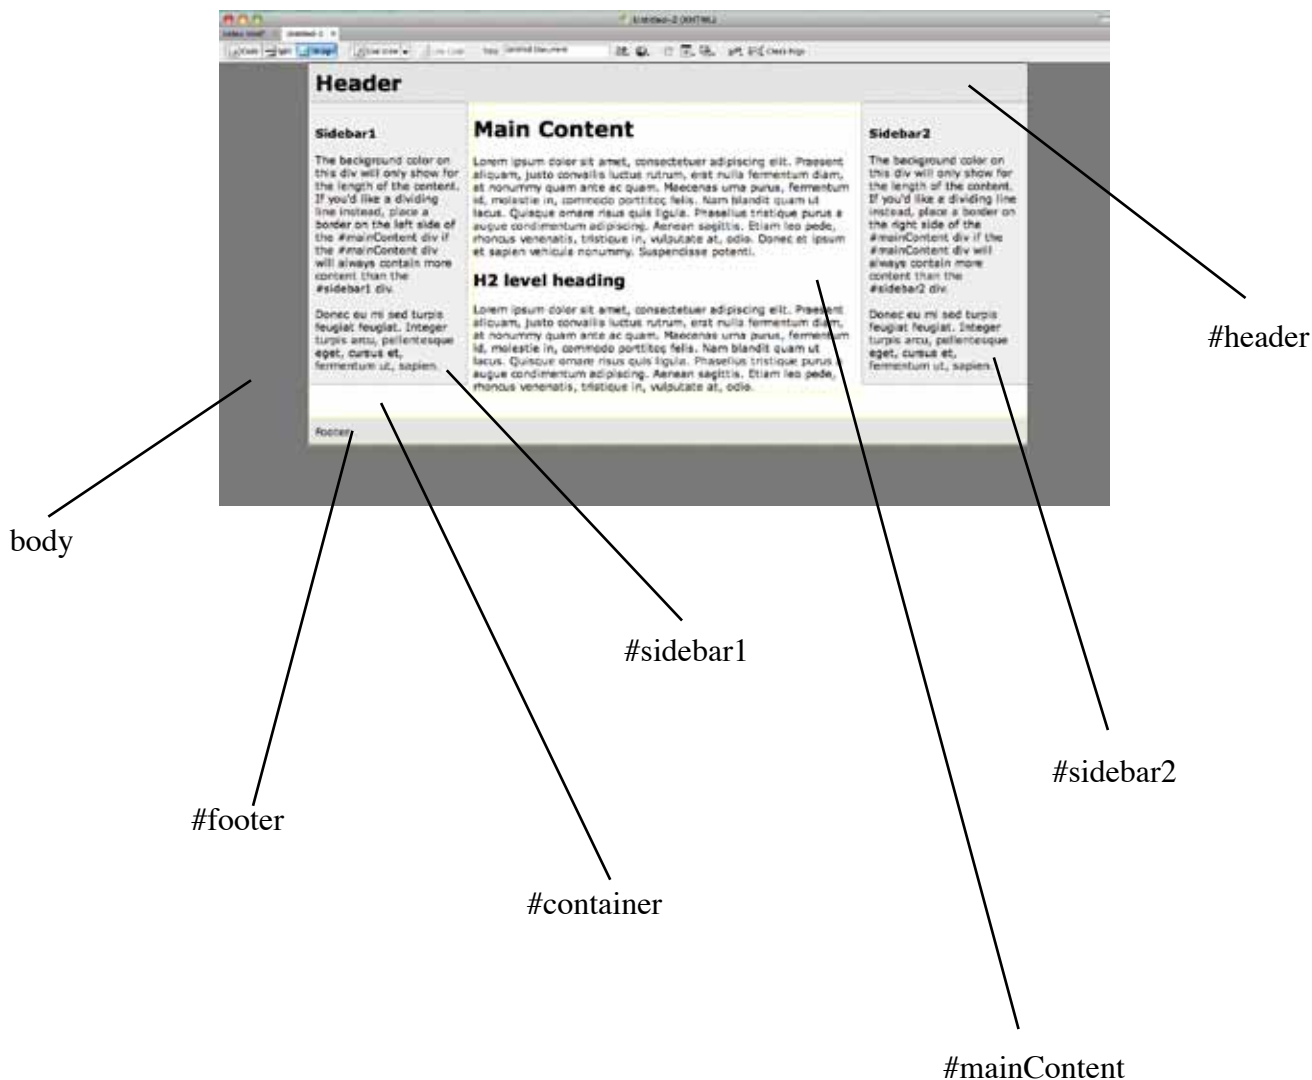 Untitled-2 (XHTML)
Header
Sidebar1
The background color on
this div will only show for
the length of the content.
If you'd like a dividing
line instead, place a
border on the left side of
the #mainContent div if
the #mainContent div
will always contain more
content than the
#sidebar1 div.
Donec eu mi sed turpis
feugiat feugiat. Integer
turpis arcu, pellentesque
eget, cursus et,
fermentum ut, sapien.
Main Content
Lorem ipsum dolor sit amet, consectetuer adipiscing elit. Praesent
aliquam, justo convallis luctus rutrum, erat nulla fermentum diam,
at nonummy quam ante ac quam. Maecenas urna purus, fermentum
id, molestie in, commodo porttitor, felis. Nam blandit quam ut
lacus. Quisque ornare risus quis ligula. Phasellus tristique purus a
augue condimentum adipiscing. Aenean sagittis. Etiam leo pede,
rhoncus venenatis, tristique in, vulputate at, odio. Donec et ipsum
et sapien vehicula nonummy. Suspendisse potenti.
H2 level heading
Lorem ipsum dolor sit amet, consectetuer adipiscing elit. Praesent
aliquam, justo convallis luctus rutrum, erat nulla fermentum diam,
at nonummy quam ante ac quam. Maecenas urna purus, fermentum
id, molestie in, commodo porttitor, felis. Nam blandit quam ut
lacus. Quisque ornare risus quis ligula. Phasellus tristique purus a
augue condimentum adipiscing. Aenean sagittis. Etiam leo pede,
rhoncus venenatis, tristique in, vulputate at, odio.
Sidebar2
The background color on
this div will only show for
the length of the content.
If you'd like a dividing line
instead, place a border on
the right side of the
#mainContent div if the
#mainContent div will
always contain more
content than the
#sidebar2 div.
Donec eu mi sed turpis
feugiat feugiat. Integer
turpis arcu, pellentesque
eget, cursus et,
fermentum ut, sapien.
Footer
#header
body
#sidebar1
#sidebar2
#footer
#container
#mainContent